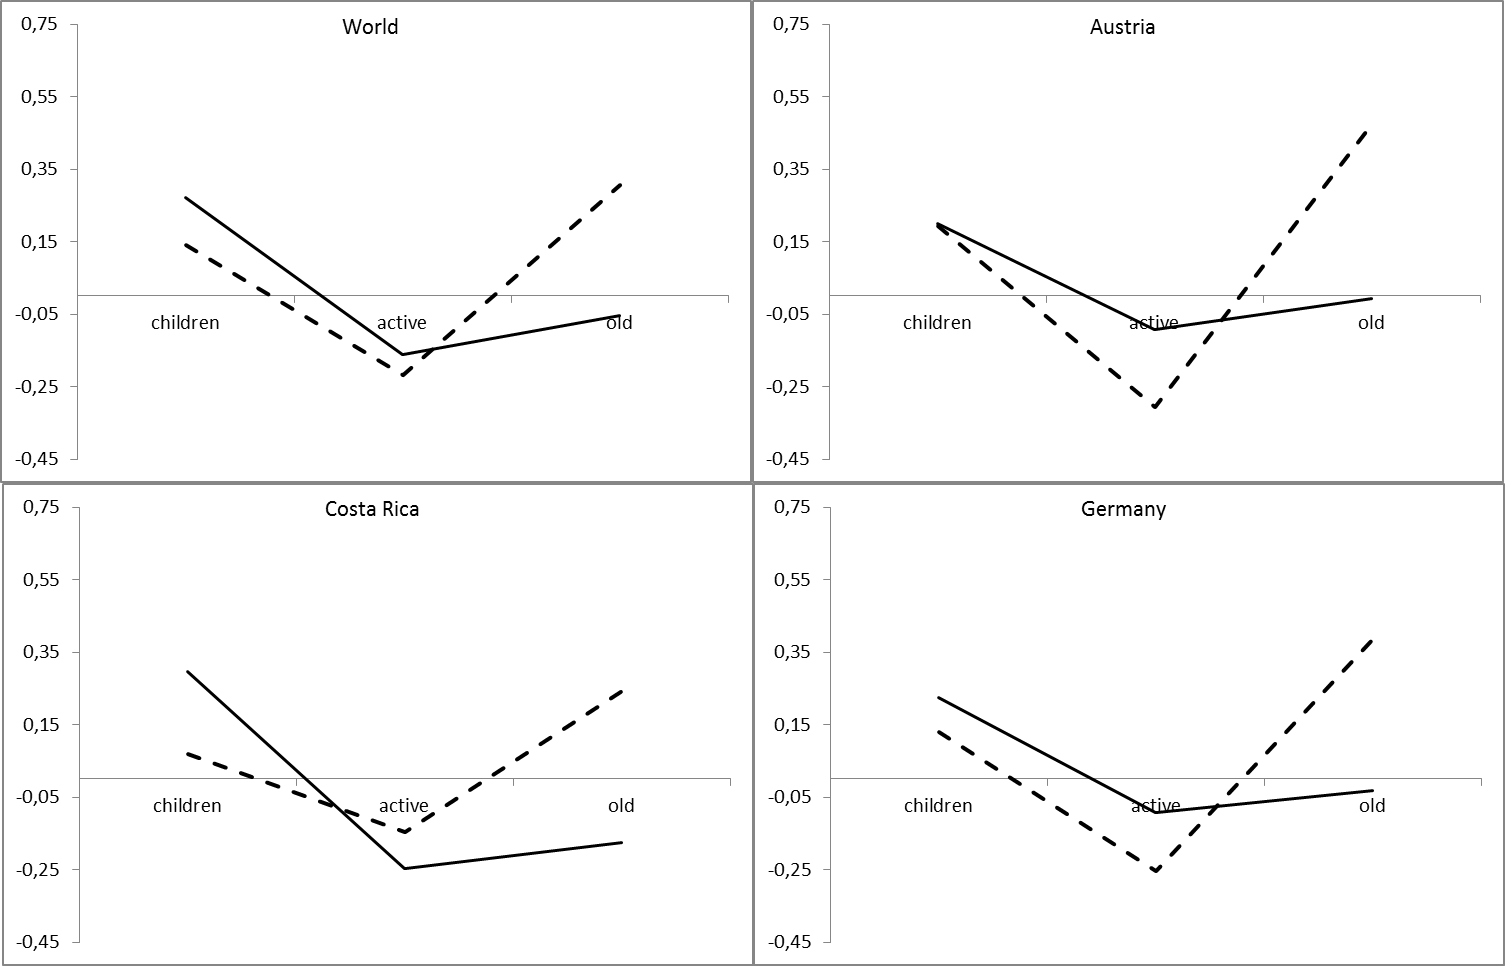 World
0,75
0,55
0,35
0,15
-0,05
-0,25
-0,45
children
active
old
Austria
0,75
0,55
0,35
0,15
-0,05
-0,25
-0,45
children
active
old
Costa Rica
0,75
0,55
0,35
0,15
-0,05
-0,25
-0,45
children
active
old
Germany
0,75
0,55
0,35
0,15
-0,05
-0,25
-0,45
children
active
old